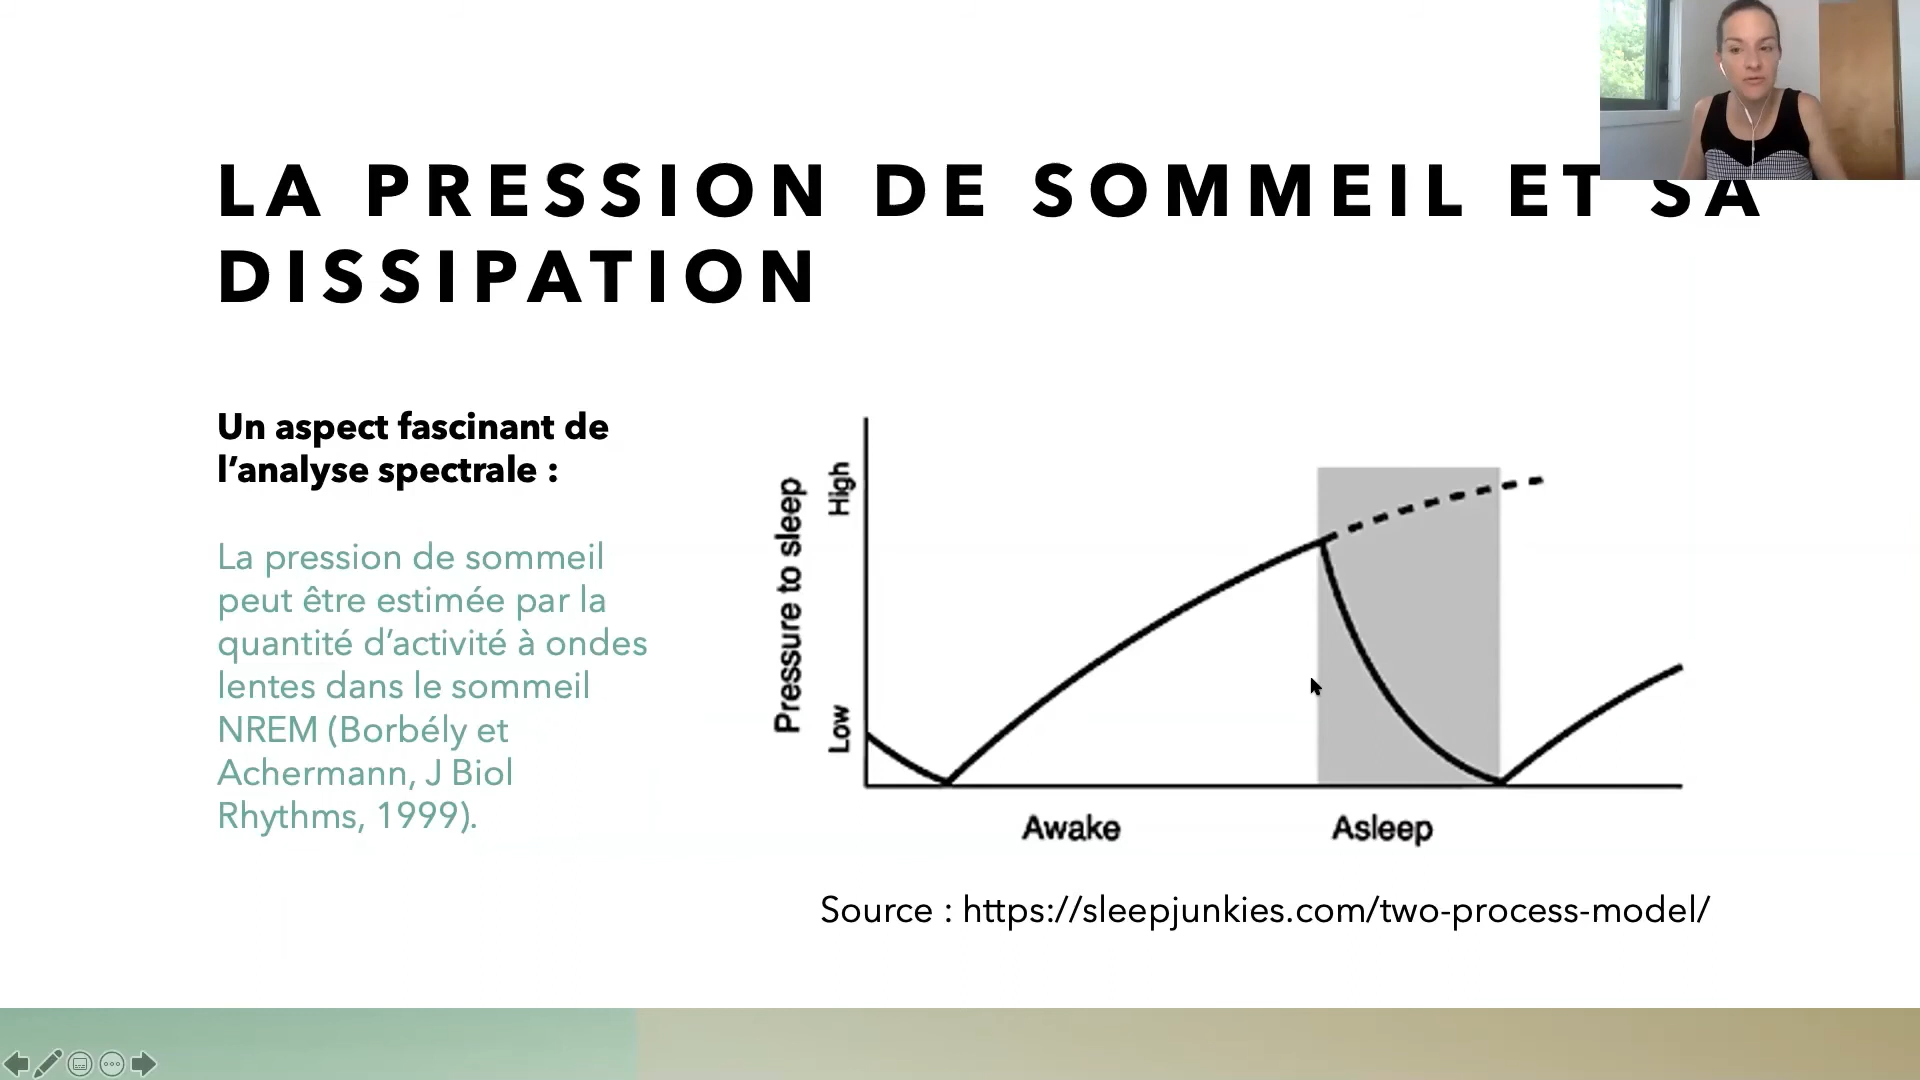 LA PRESSION DE SOMMEIL ET SA
DISSIPATION
Un aspect fascinant de
l’analyse spectrale :
La pression de sommeil
peut être estimée par la
quantité d’activité à ondes
lentes dans le sommeil
NREM (Borbély et
Achermann, J Biol
Rhythms, 1999).
Pressure to sleep
High
Low
Awake
Asleep
Source : https://sleepjunkies.com/two-process-model/